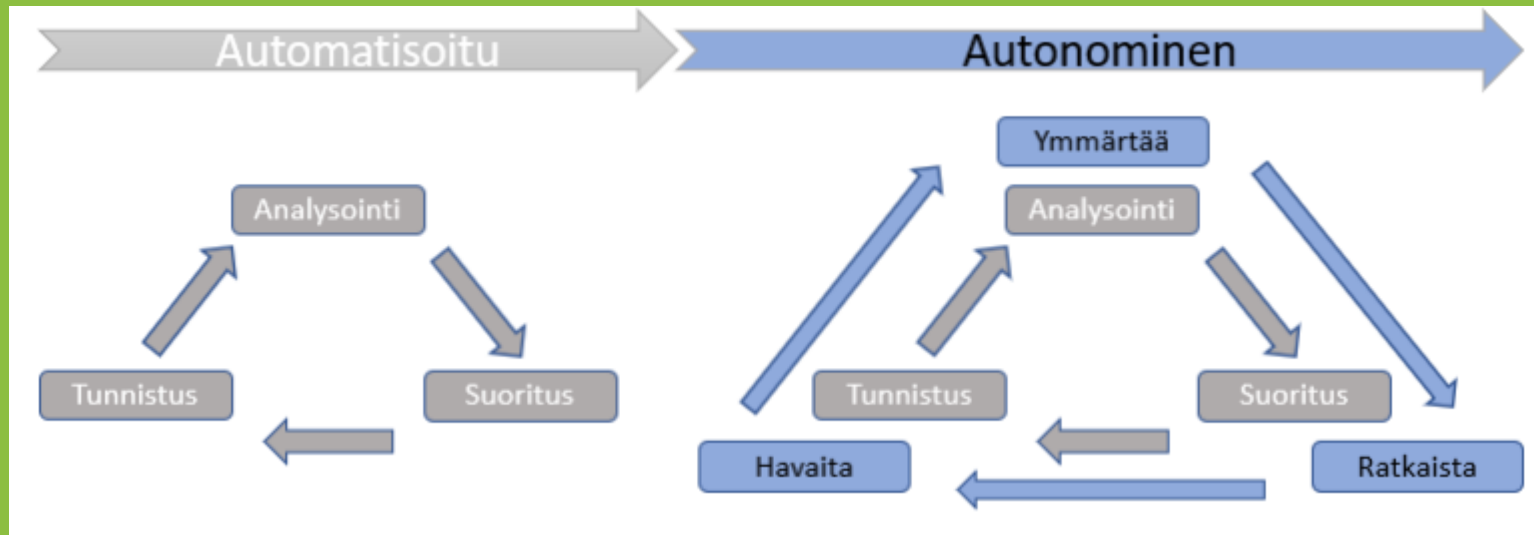 Automatisoitu
Autonominen
Analysointi
Tunnistus
Suoritus
Ymmärtää
Analysointi
Tunnistus
Suoritus
Havaita
Ratkaista